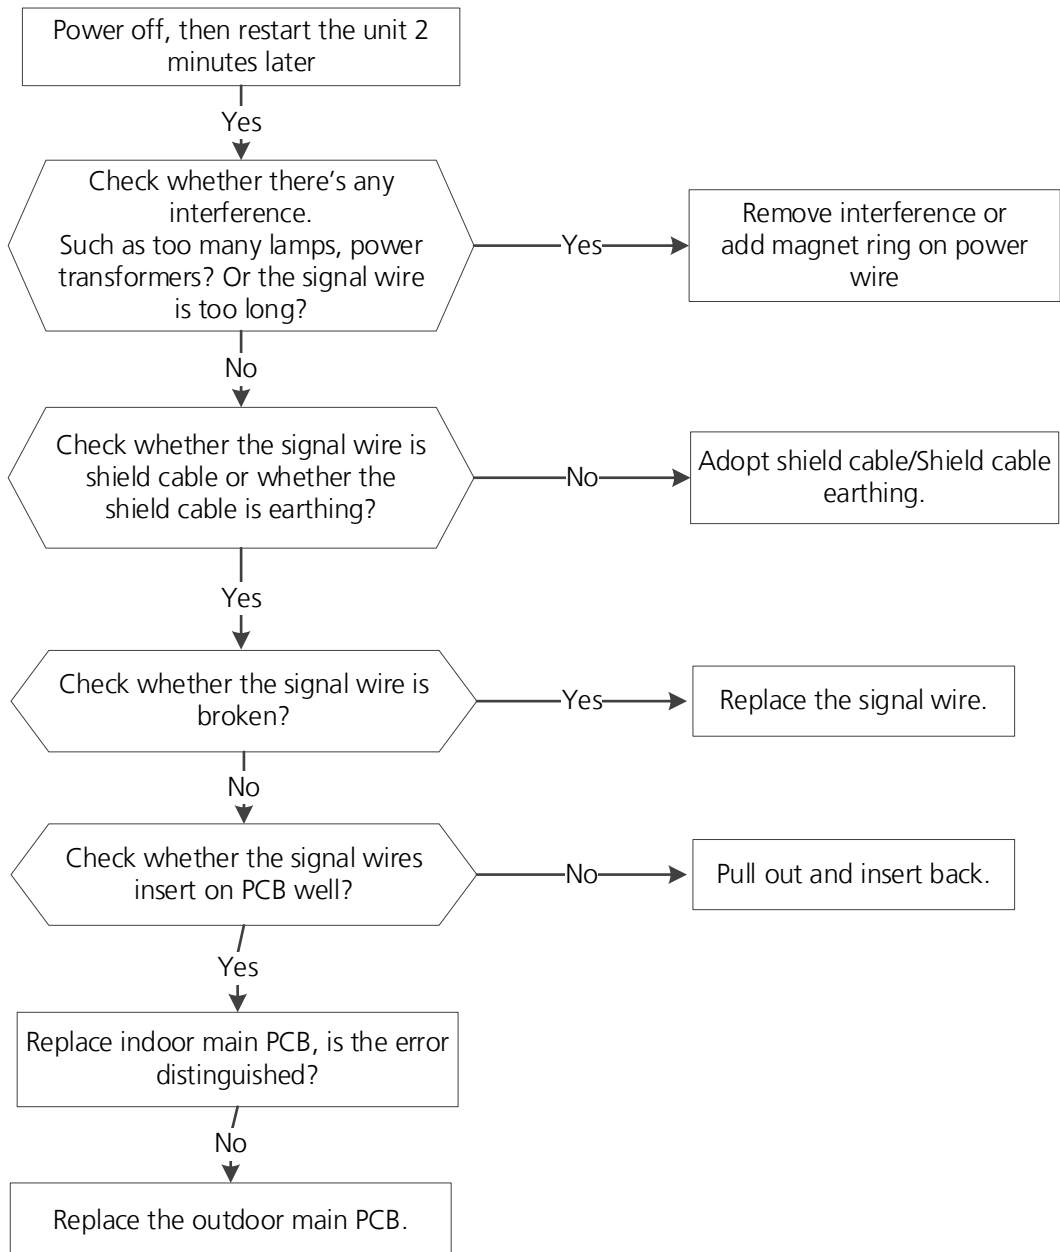 Power off, then restart the unit 2
minutes later
Yes
Check whether there’s any
interference.
Such as too many lamps, power
transformers? Or the signal wire
is too long?
Yes
Remove interference or
add magnet ring on power
wire
No
Check whether the signal wire is
shield cable or whether the
shield cable is earthing?
No
Adopt shield cable/Shield cable
earthing.
Yes
Check whether the signal wire is
broken?
Yes
Replace the signal wire.
No
Check whether the signal wires
insert on PCB well?
No
Pull out and insert back.
Yes
Replace indoor main PCB, is the error
distinguished?
No
Replace the outdoor main PCB.